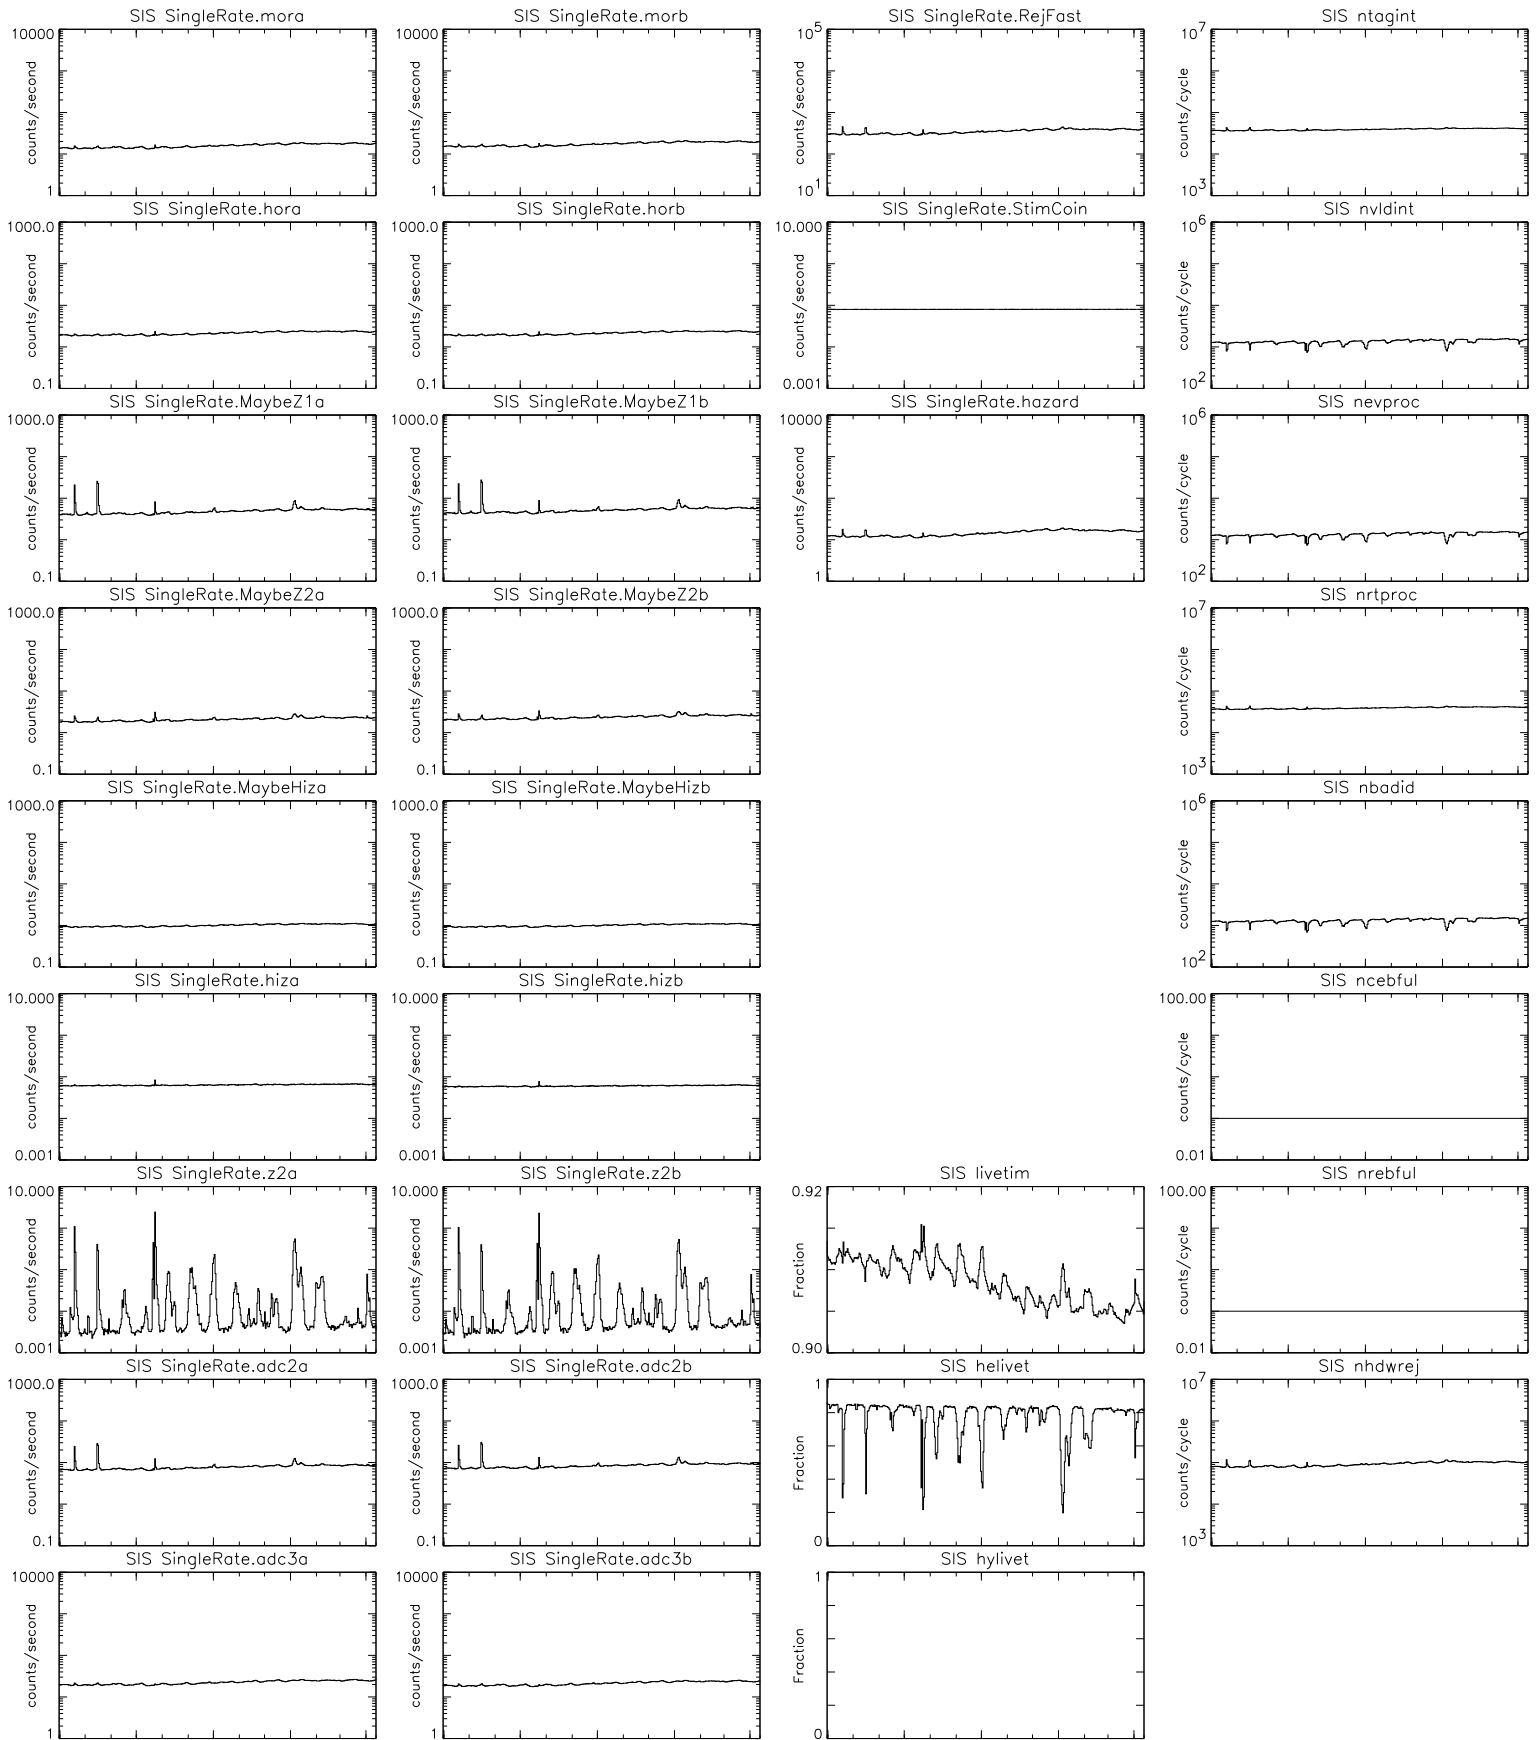 SIS SingleRate.mora
10000
counts/second
1
SIS SingleRate.morb
10000
counts/second
1
SIS SingleRate.RejFast
10^5
counts/second
10^1
SIS ntagint
10^7
counts/cycle
10^3
SIS SingleRate.hora
1000.0
counts/second
0.1
SIS SingleRate.horb
1000.0
counts/second
0.1
SIS SingleRate.StimCoin
10.000
counts/second
0.001
SIS nvldint
10^6
counts/cycle
10^2
SIS SingleRate.MaybeZ1a
1000.0
counts/second
0.1
SIS SingleRate.MaybeZ1b
1000.0
counts/second
0.1
SIS SingleRate.hazard
10000
counts/second
1
SIS nevproc
10^6
counts/cycle
10^2
SIS SingleRate.MaybeZ2a
1000.0
counts/second
0.1
SIS SingleRate.MaybeZ2b
1000.0
counts/second
0.1
SIS nrtproc
10^7
counts/cycle
10^3
SIS SingleRate.MaybeHiza
1000.0
counts/second
0.1
SIS SingleRate.MaybeHizb
1000.0
counts/second
0.1
SIS nbadid
10^6
counts/cycle
10^2
SIS SingleRate.hiza
10.000
counts/second
0.001
SIS SingleRate.hizb
10.000
counts/second
0.001
SIS ncebful
100.00
counts/cycle
0.01
SIS SingleRate.z2a
10.000
counts/second
0.001
SIS SingleRate.z2b
10.000
counts/second
0.001
SIS livetim
0.92
Fraction
0.90
SIS nrebful
100.00
counts/cycle
0.01
SIS SingleRate.adc2a
1000.0
counts/second
0.1
SIS SingleRate.adc2b
1000.0
counts/second
0.1
SIS helivet
1
Fraction
0
SIS nhdwrej
10^7
counts/cycle
10^3
SIS SingleRate.adc3a
10000
counts/second
1
SIS SingleRate.adc3b
10000
counts/second
1
SIS hylivet
1
Fraction
0